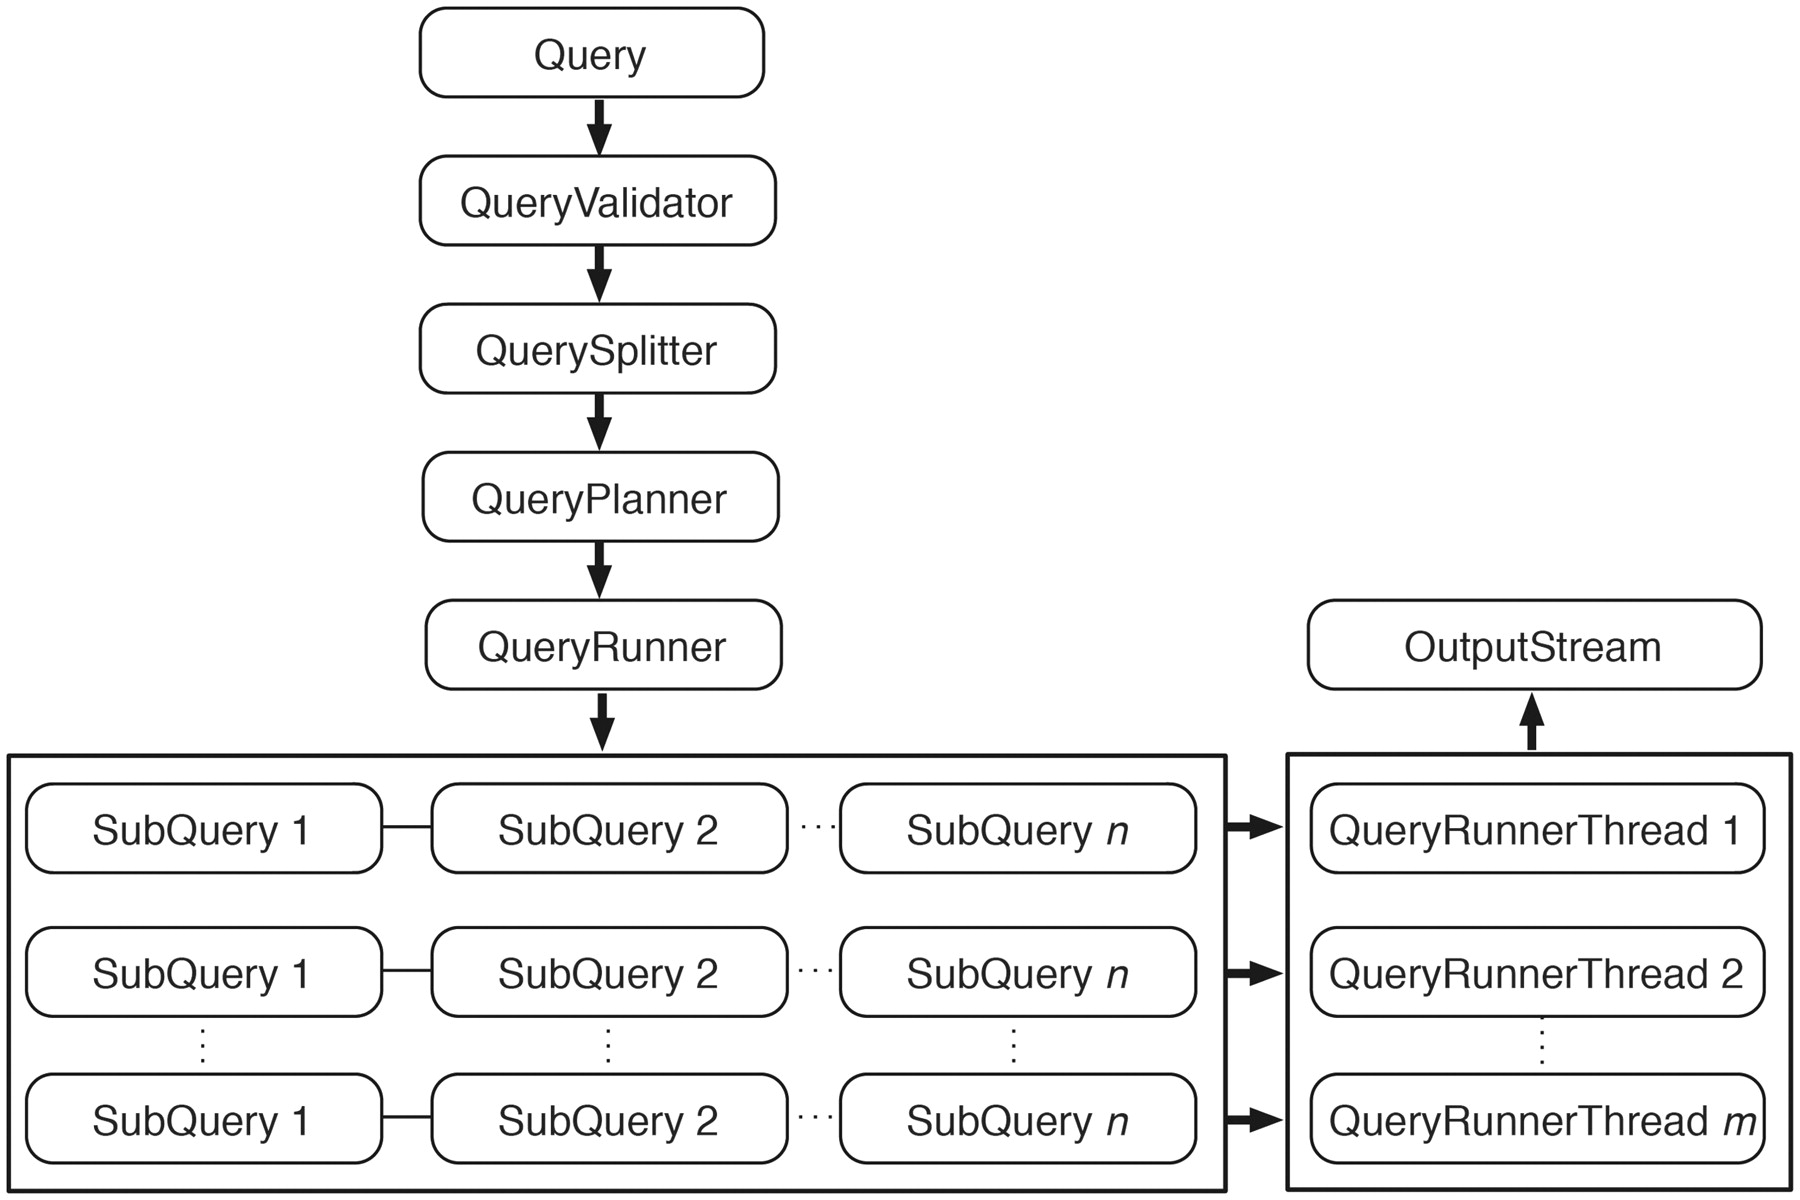 Query
QueryValidator
QuerySplitter
QueryPlanner
QueryRunner
OutputStream
SubQuery 1 SubQuery 2 ... SubQuery n QueryRunnerThread 1
SubQuery 1 SubQuery 2 ... SubQuery n QueryRunnerThread 2
SubQuery 1 SubQuery 2 ... SubQuery n QueryRunnerThread m